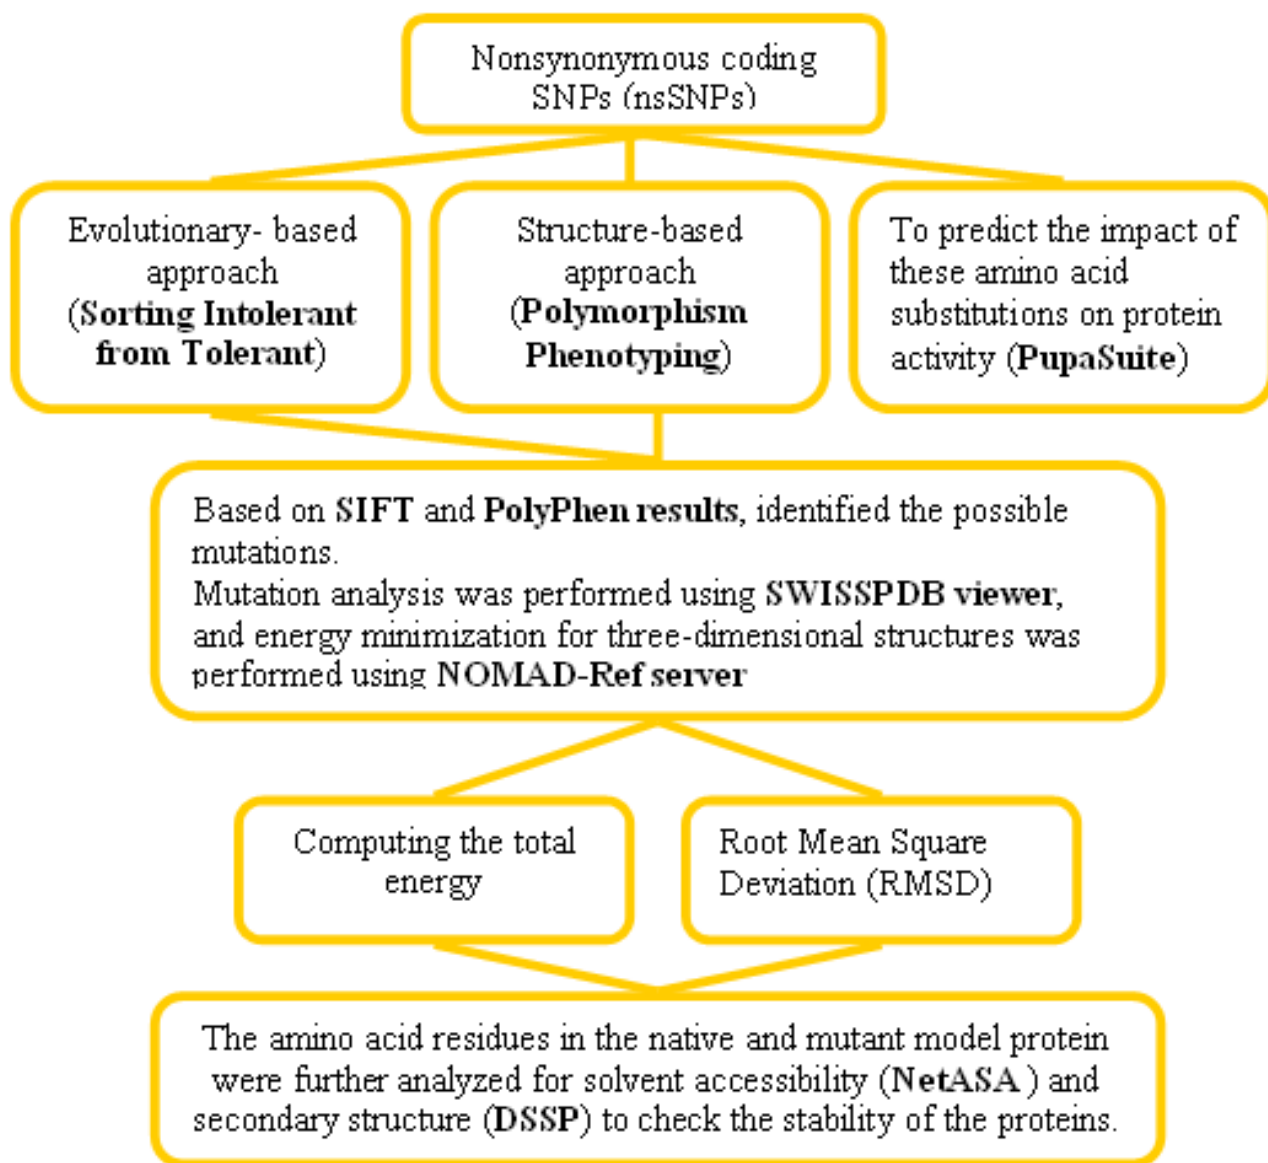 Nonsynonymous coding
SNPs (nsSNPs)
Evolutionary- based
approach
(Sorting Intolerant
from Tolerant)
Structure-based
approach
(Polymorphism
Phenotyping)
To predict the impact of
these amino acid
substitutions on protein
activity (PupaSuite)
Based on SIFT and PolyPhen results, identified the possible
mutations.
Mutation analysis was performed using SWISSPDB viewer,
and energy minimization for three-dimensional structures was
performed using NOMAD-Ref server
Computing the total
energy
Root Mean Square
Deviation (RMSD)
The amino acid residues in the native and mutant model protein
were further analyzed for solvent accessibility (NetASA ) and
secondary structure (DSSP) to check the stability of the proteins.